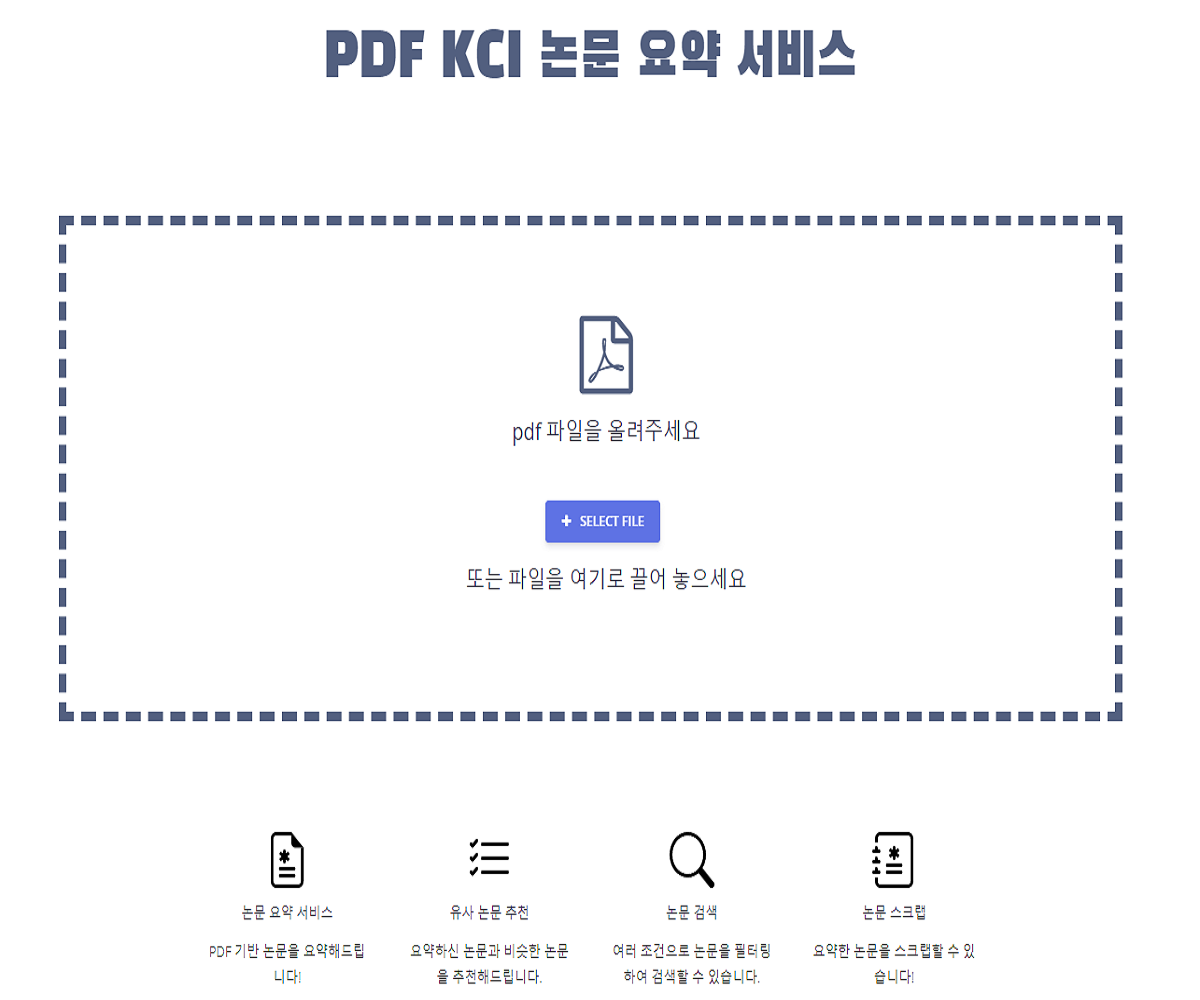 PDF KCI 논문 요약 서비스
pdf 파일을 올려주세요
+ SELECT FILE
또는 파일을 여기로 끌어 놓으세요
논문 요약 서비스
PDF 기반 논문을 요약해드립
니다!
유사 논문 추천
요약하신 논문과 비슷한 논문
을 추천해드립니다.
논문 검색
여러 조건으로 논문을 필터링
하여 검색할 수 있습니다.
논문 스크랩
요약한 논문을 스크랩할 수 있
습니다!